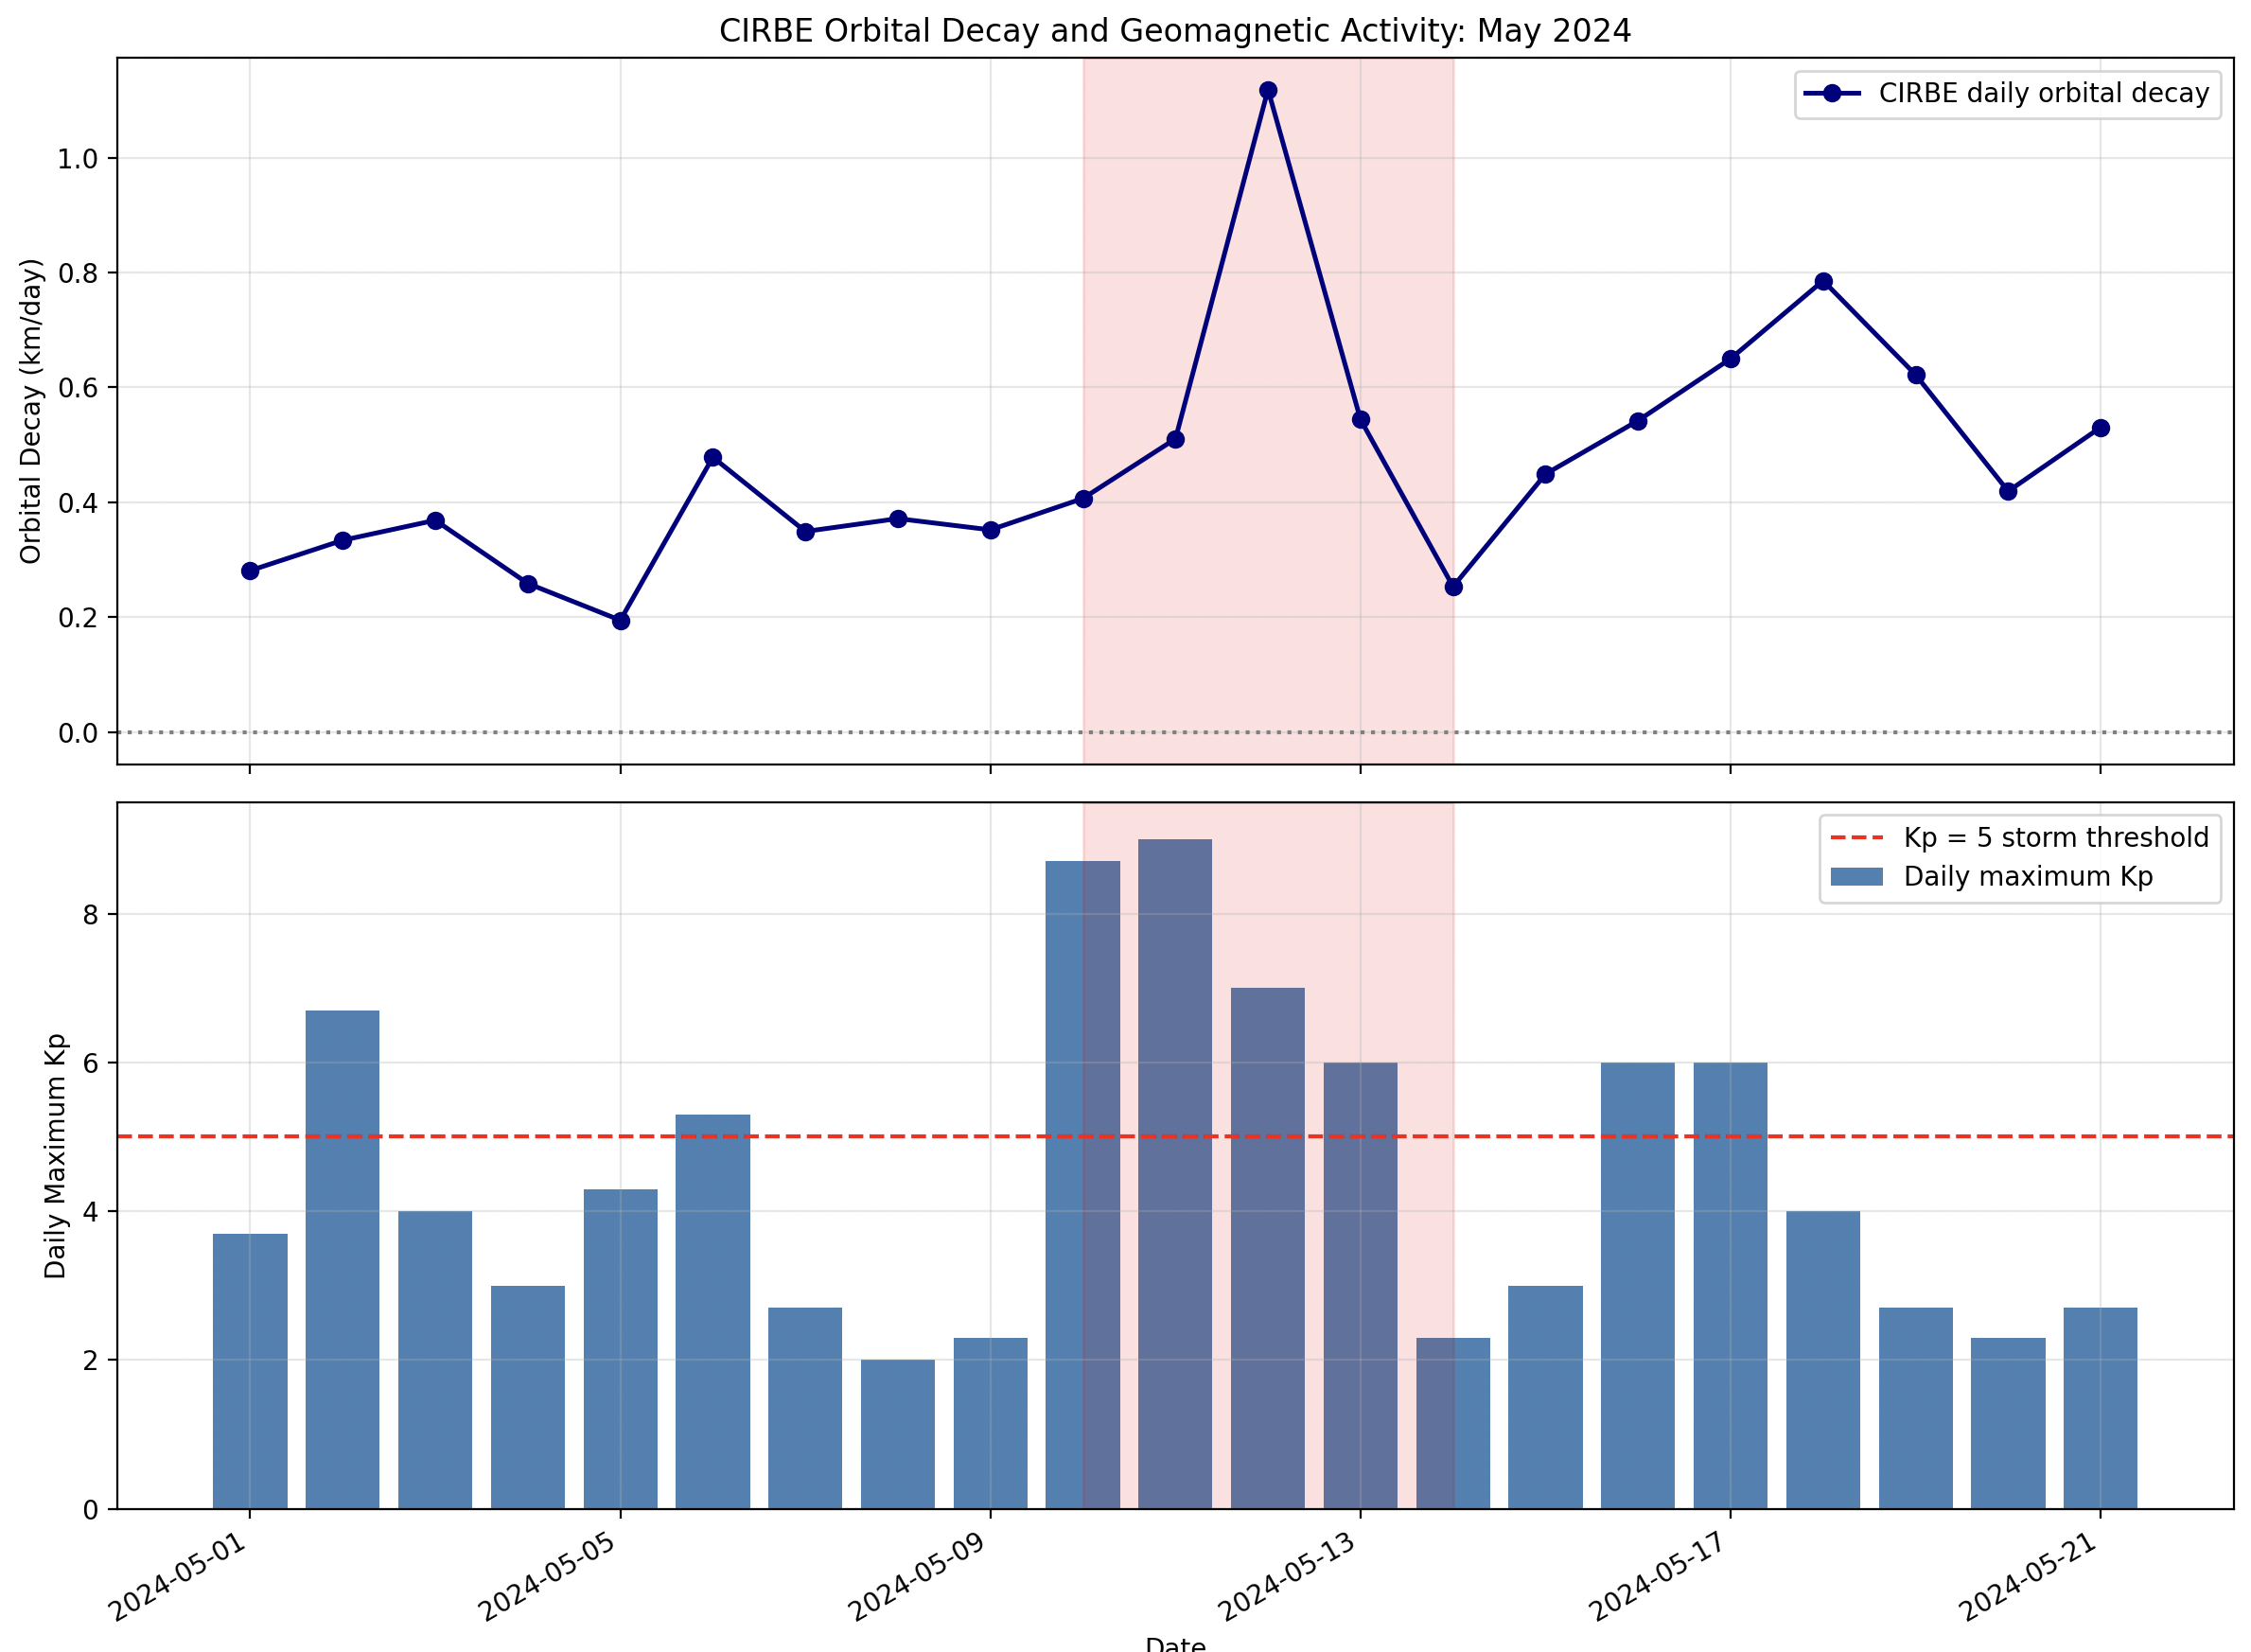 CIRBE Orbital Decay and Geomagnetic Activity: May 2024
CIRBE daily orbital decay
Orbital Decay (km/day)
1.0
0.8
0.6
0.4
0.2
0.0
Kp = 5 storm threshold
Daily maximum Kp
Daily Maximum Kp
8
6
4
2
0
2024-05-01
2024-05-05
2024-05-09
2024-05-13
2024-05-17
2024-05-21
Date